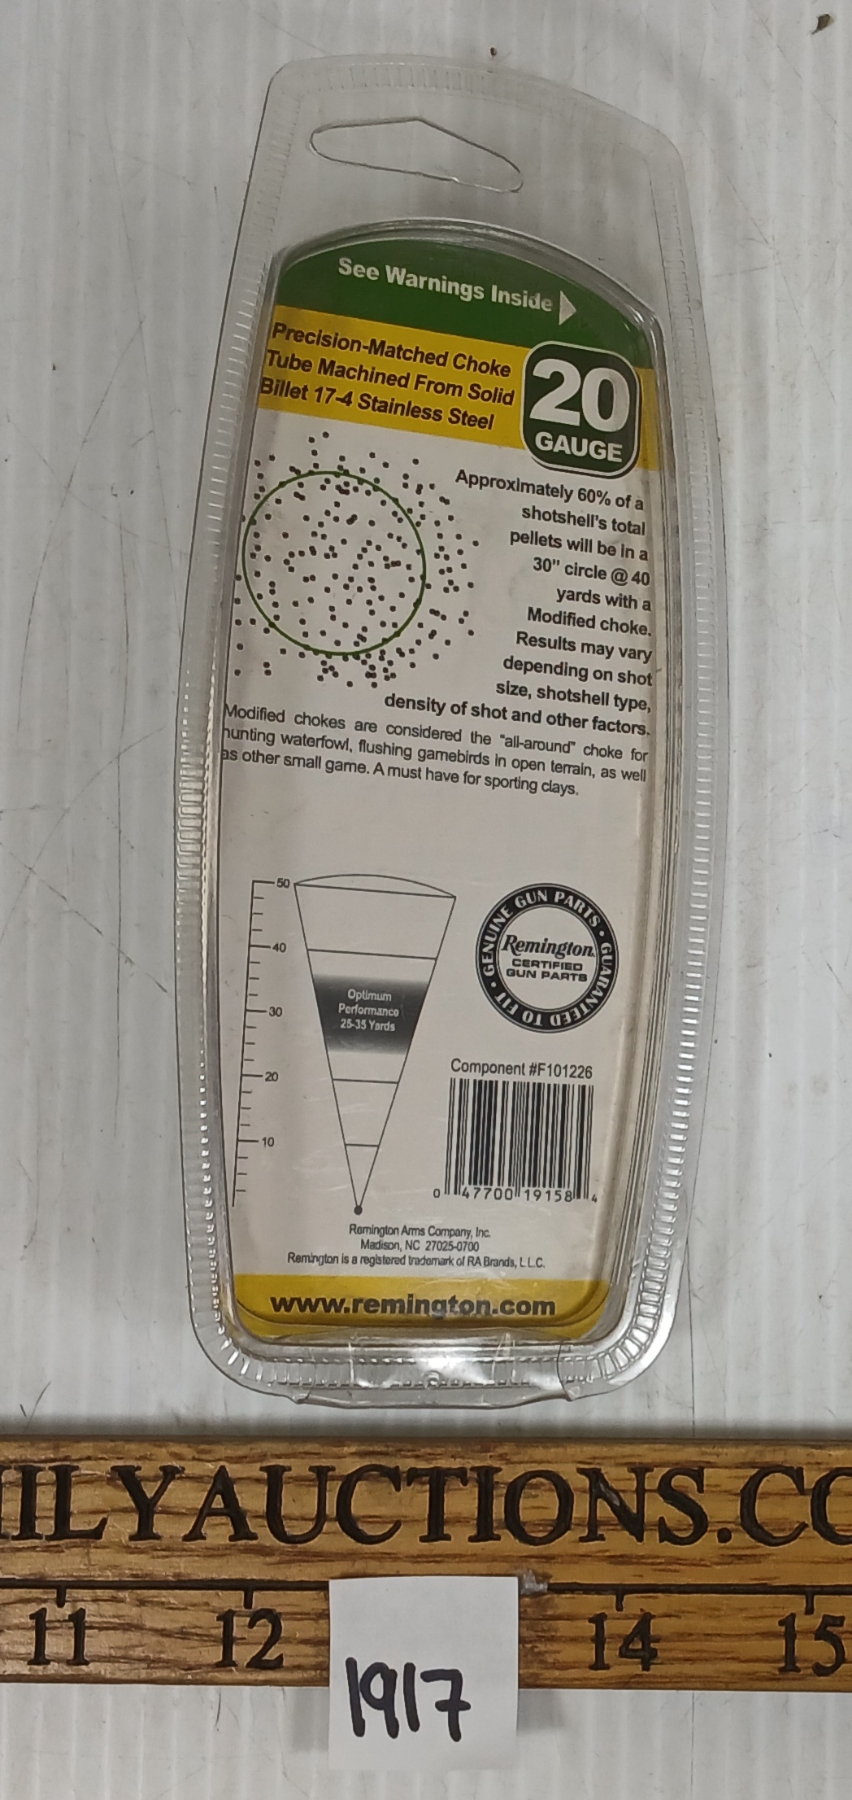 See Warnings Inside
Precision-Matched Choke
Tube Machined From Solid
Billet 17-4 Stainless Steel
20
GAUGE
Approximately 60% of a
shotshell's total
pellets will be in a
30" circle @ 40
yards with a
Modified choke.
Results may vary
depending on shot
size, shotshell type,
density of shot and other factors.
Modified chokes are considered the "all-around" choke for
hunting waterfowl, flushing gamebirds in open terrain, as well
as other small game. A must have for sporting clays.
50
40
30
20
10
Optimum
Performance
25-35 Yards
GENUINE GUN PARTS • GUARANTEED TO FIT •
Remington
CERTIFIED
GUN PARTS
Component #F101226
0 47700 19158 4
Remington Arms Company, Inc.
Madison, NC 27025-0700
Remington is a registered trademark of RA Brands, L.L.C.
www.remington.com
ILYAUCTIONS.CO
11 12 14 15
1917